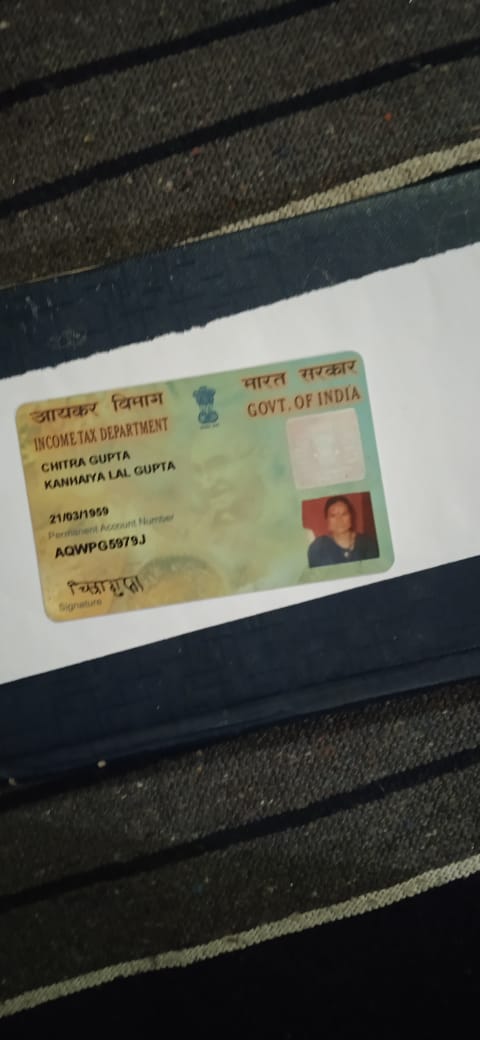 आयकर विभाग
भारत सरकार
INCOME TAX DEPARTMENT
GOVT. OF INDIA
CHITRA GUPTA
KANHAIYA LAL GUPTA
21/03/1959
Permanent Account Number
AQWPG5979J
चित्रा गुप्ता
Signature